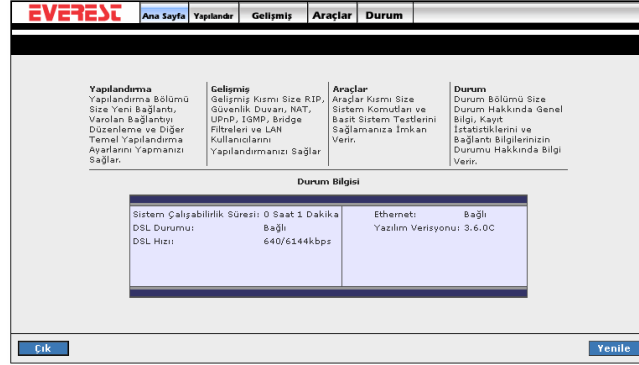 EVEREST Ana Sayfa Yapılandır Gelişmiş Araçlar Durum
Yapılandırma
Yapılandırma Bölümü
Size Yeni Bağlantı,
Varolan Bağlantıyı
Düzenleme ve Diğer
Temel Yapılandırma
Ayarlarını Yapmanızı
Sağlar.
Gelişmiş
Gelişmiş Kısmı Size RIP,
Güvenlik Duvarı, NAT,
UPnP, IGMP, Bridge
Filtreleri ve LAN
Kullanıcılarını
Yapılandırmanızı Sağlar
Araçlar
Araçlar Kısmı Size
Sistem Komutları ve
Basit Sistem Testlerini
Sağlamanıza İmkan
Verir.
Durum
Durum Bölümü Size
Durum Hakkında Genel
Bilgi, Kayıt
İstatistiklerini ve
Bağlantı Bilgilerinizin
Durumu Hakkında Bilgi
Verir.
Durum Bilgisi
Sistem Çalışabilirlik Süresi: 0 Saat 1 Dakika Ethernet: Bağlı
DSL Durumu: Bağlı Yazılım Verisyonu: 3.6.0C
DSL Hızı: 640/6144kbps
Çık Yenile